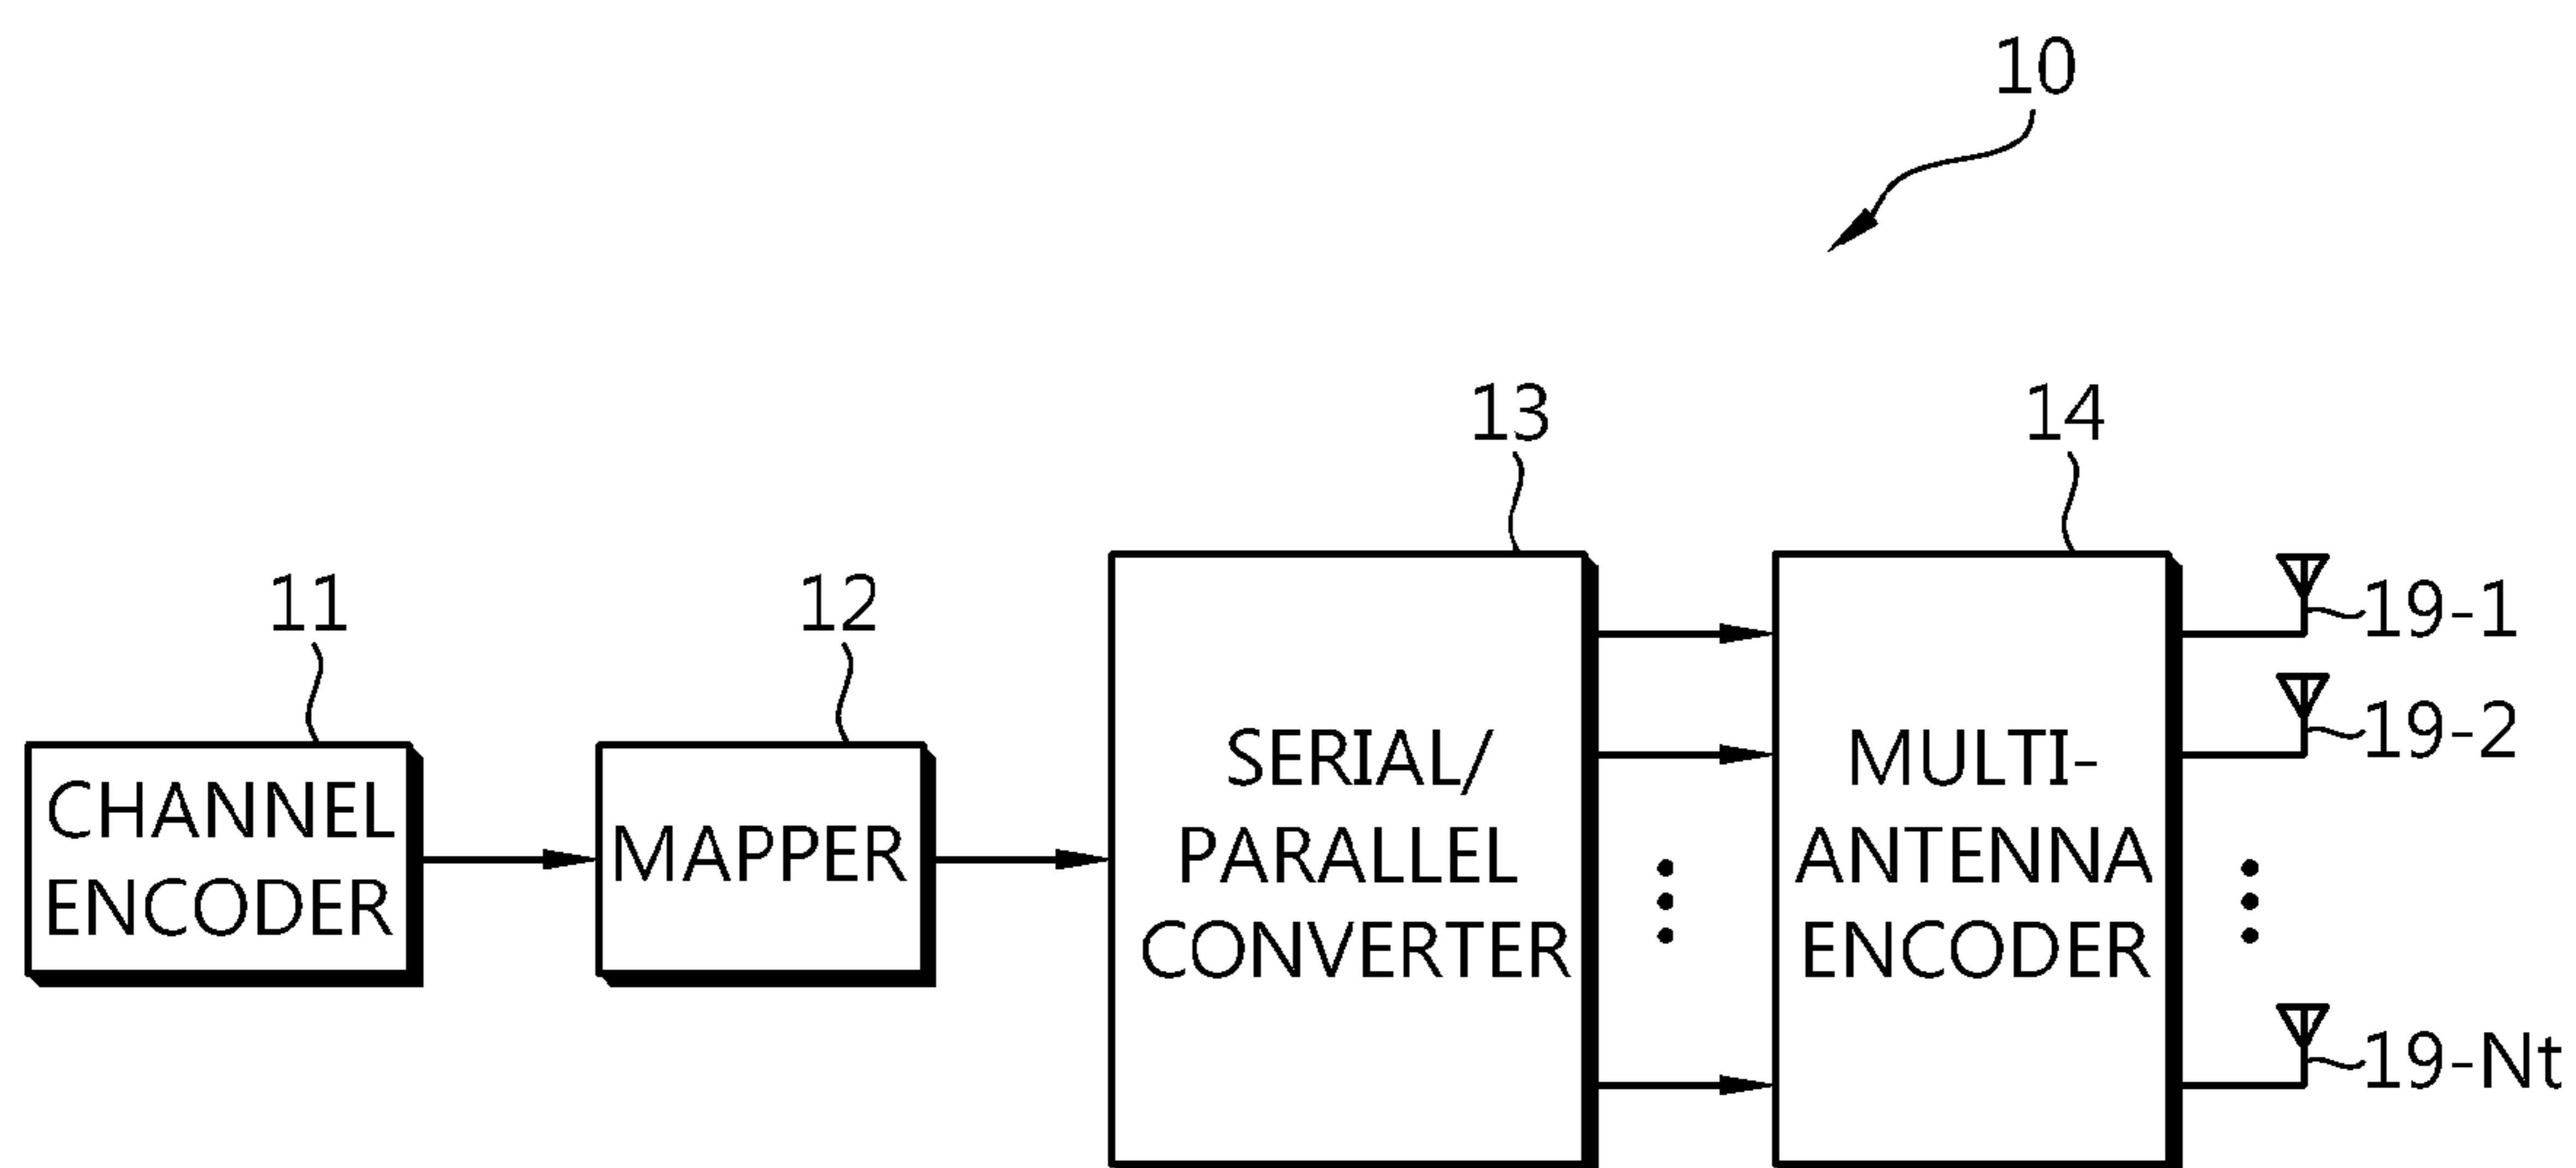 10
13
14
11
12
19-1
19-2
19-Nt
CHANNEL
ENCODER
MAPPER
SERIAL/
PARALLEL
CONVERTER
MULTI-
ANTENNA
ENCODER